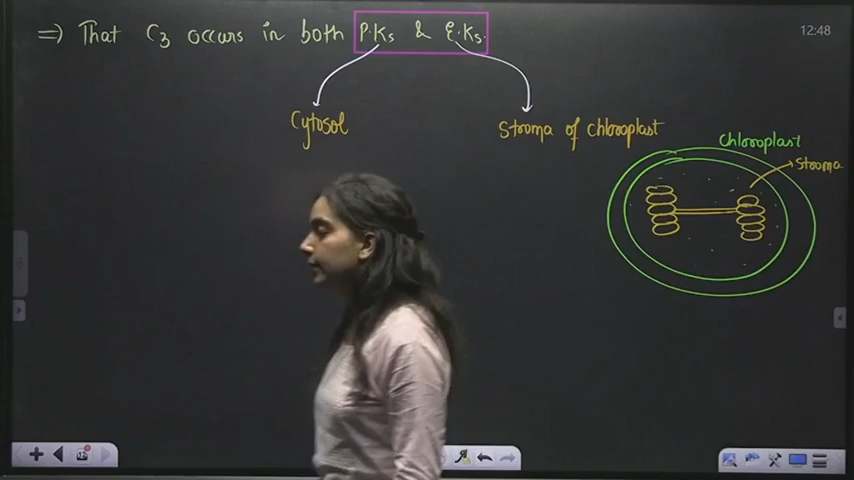 ⇒ That C3 occurs in both P.Ks & E.Ks.
12:48
Cytosol
Stroma of chloroplast
Chloroplast
Stroma